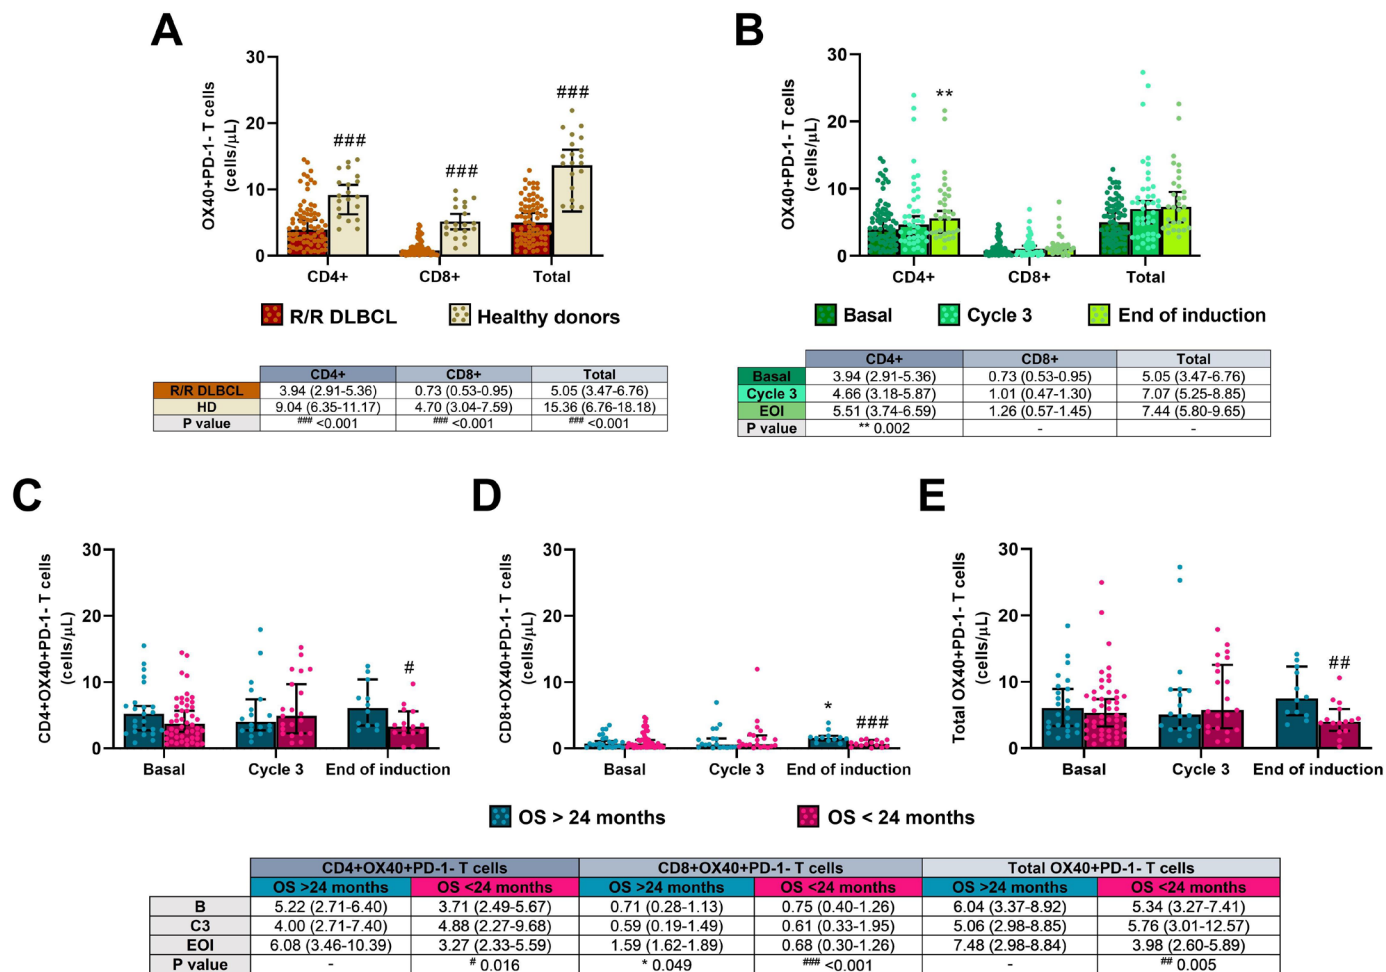 A
OX40+PD-1- T cells
(cells/µL)
30
20
10
0
###
###
###
CD4+
CD8+
Total
R/R DLBCL
Healthy donors
CD4+ CD8+ Total
R/R DLBCL 3.94 (2.91-5.36) 0.73 (0.53-0.95) 5.05 (3.47-6.76)
HD 9.04 (6.35-11.17) 4.70 (3.04-7.59) 15.36 (6.76-18.18)
P value ### <0.001 ### <0.001 ### <0.001
B
OX40+PD-1- T cells
(cells/µL)
30
20
10
0
**
CD4+
CD8+
Total
Basal
Cycle 3
End of induction
CD4+ CD8+ Total
Basal 3.94 (2.91-5.36) 0.73 (0.53-0.95) 5.05 (3.47-6.76)
Cycle 3 4.66 (3.18-5.87) 1.01 (0.47-1.30) 7.07 (5.25-8.85)
EOI 5.51 (3.74-6.59) 1.26 (0.57-1.45) 7.44 (5.80-9.65)
P value ** 0.002 - -
C
CD4+OX40+PD-1- T cells
(cells/µL)
30
20
10
0
#
Basal
Cycle 3
End of induction
D
CD8+OX40+PD-1- T cells
(cells/µL)
30
20
10
0
*
###
Basal
Cycle 3
End of induction
E
Total OX40+PD-1- T cells
(cells/µL)
30
20
10
0
##
Basal
Cycle 3
End of induction
OS > 24 months
OS < 24 months
CD4+OX40+PD-1- T cells CD8+OX40+PD-1- T cells Total OX40+PD-1- T cells
OS >24 months OS <24 months OS >24 months OS <24 months OS >24 months OS <24 months
B 5.22 (2.71-6.40) 3.71 (2.49-5.67) 0.71 (0.28-1.13) 0.75 (0.40-1.26) 6.04 (3.37-8.92) 5.34 (3.27-7.41)
C3 4.00 (2.71-7.40) 4.88 (2.27-9.68) 0.59 (0.19-1.49) 0.61 (0.33-1.95) 5.06 (2.98-8.85) 5.76 (3.01-12.57)
EOI 6.08 (3.46-10.39) 3.27 (2.33-5.59) 1.59 (1.62-1.89) 0.68 (0.30-1.26) 7.48 (2.98-8.84) 3.98 (2.60-5.89)
P value - # 0.016 * 0.049 ### <0.001 - ## 0.005